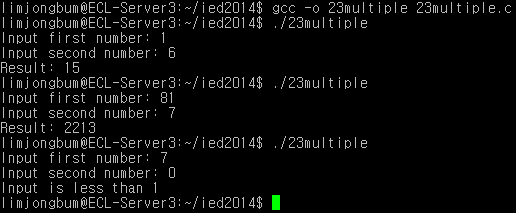 limjongbum@ECL-Server3:~/ied2014$ gcc -o 23multiple 23multiple.c
limjongbum@ECL-Server3:~/ied2014$ ./23multiple
Input first number: 1
Input second number: 6
Result: 15
limjongbum@ECL-Server3:~/ied2014$ ./23multiple
Input first number: 81
Input second number: 7
Result: 2213
limjongbum@ECL-Server3:~/ied2014$ ./23multiple
Input first number: 7
Input second number: 0
Input is less than 1
limjongbum@ECL-Server3:~/ied2014$